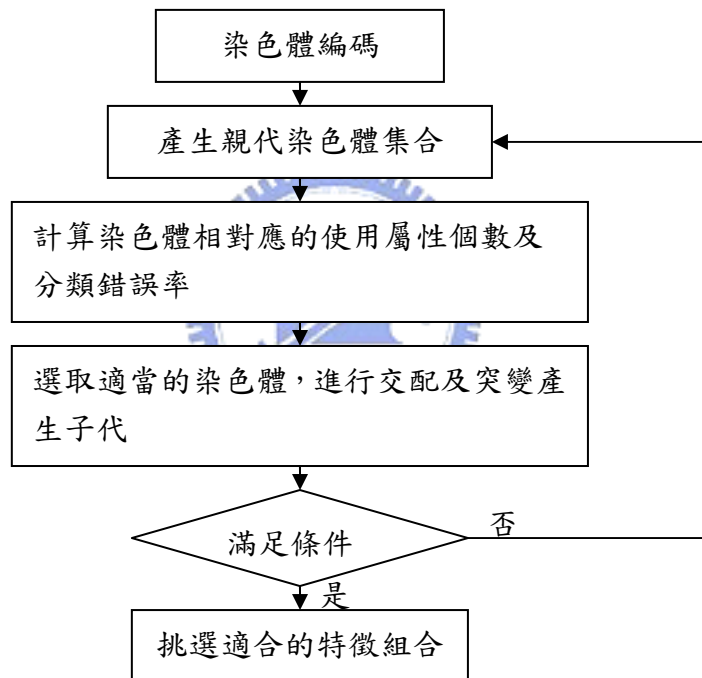 染色體編碼
產生親代染色體集合
計算染色體相對應的使用屬性個數及
分類錯誤率
選取適當的染色體，進行交配及突變產
生子代
滿足條件
否
是
挑選適合的特徵組合